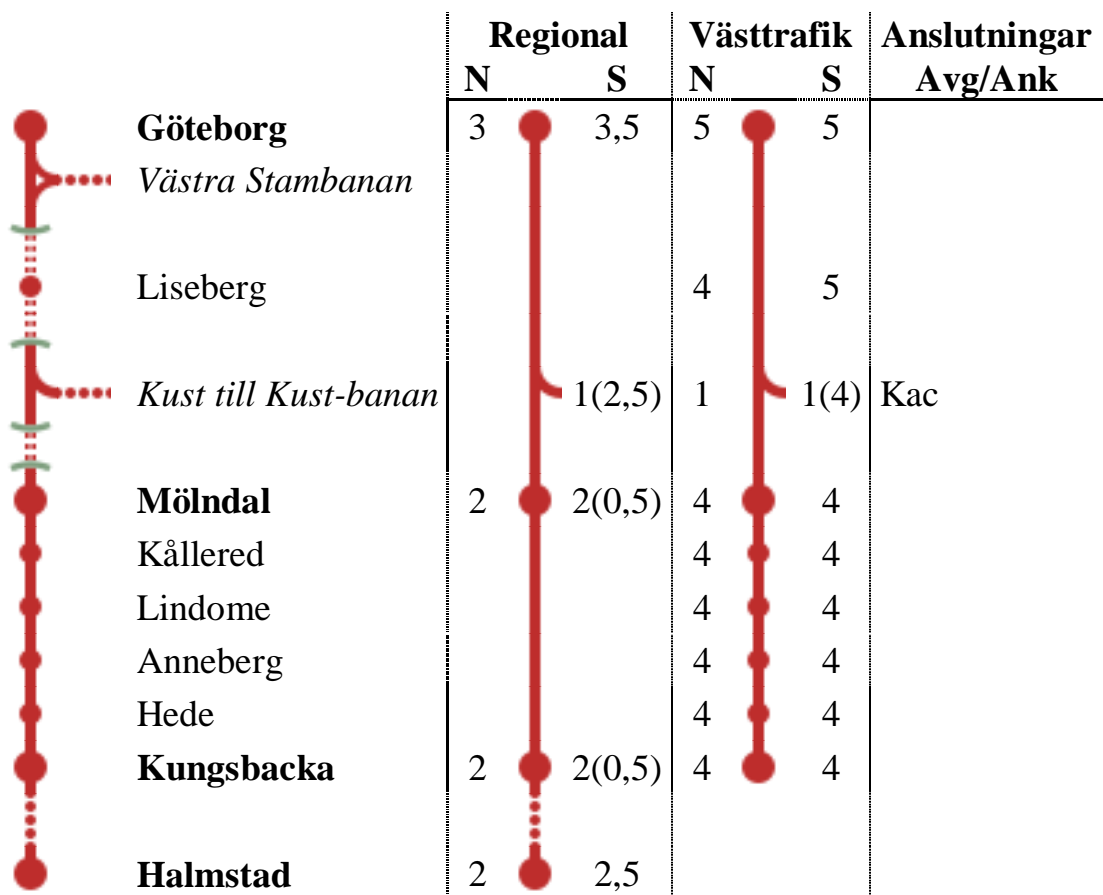 Regional Västtrafik Anslutningar
N S N S Avg/Ank
Göteborg 3 3,5 5 5
Västra Stambanan
Liseberg 4 5
Kust till Kust-banan 1(2,5) 1 1(4) Kac
Mölndal 2 2(0,5) 4 4
Kållered 4 4
Lindome 4 4
Anneberg 4 4
Hede 4 4
Kungsbacka 2 2(0,5) 4 4
Halmstad 2 2,5